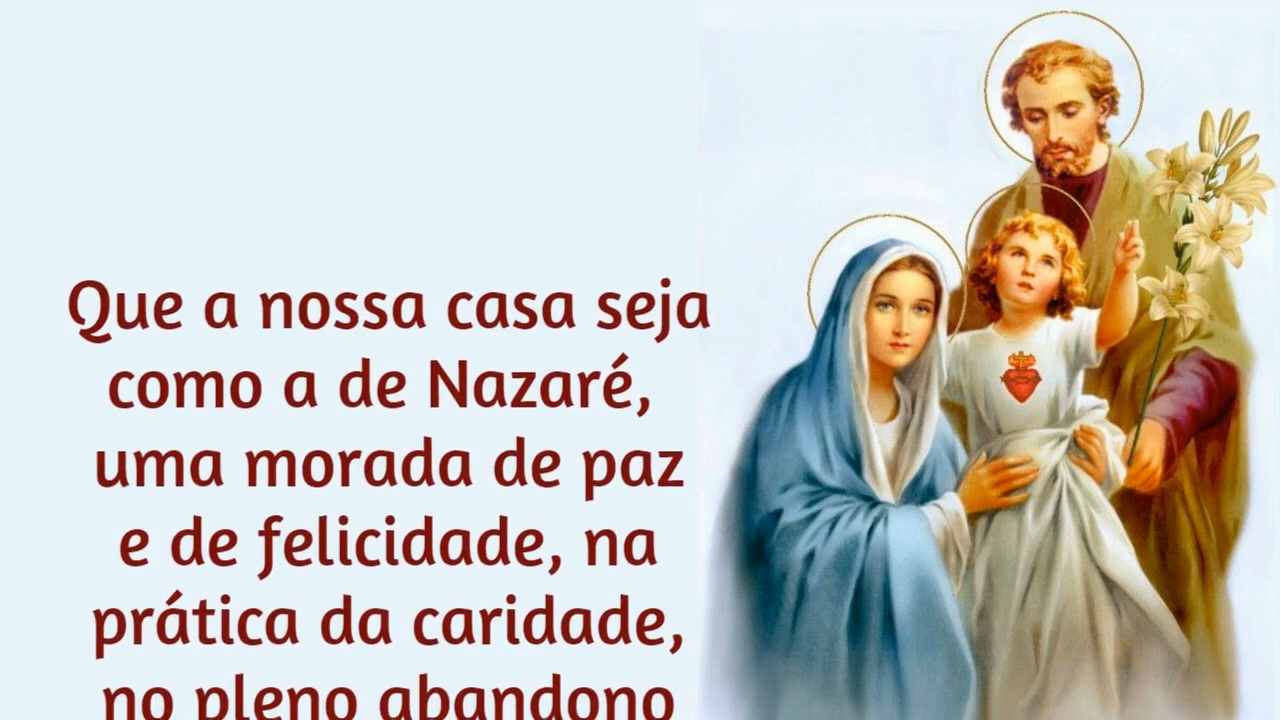 Que a nossa casa seja
como a de Nazaré,
uma morada de paz
e de felicidade, na
prática da caridade,
no pleno abandono